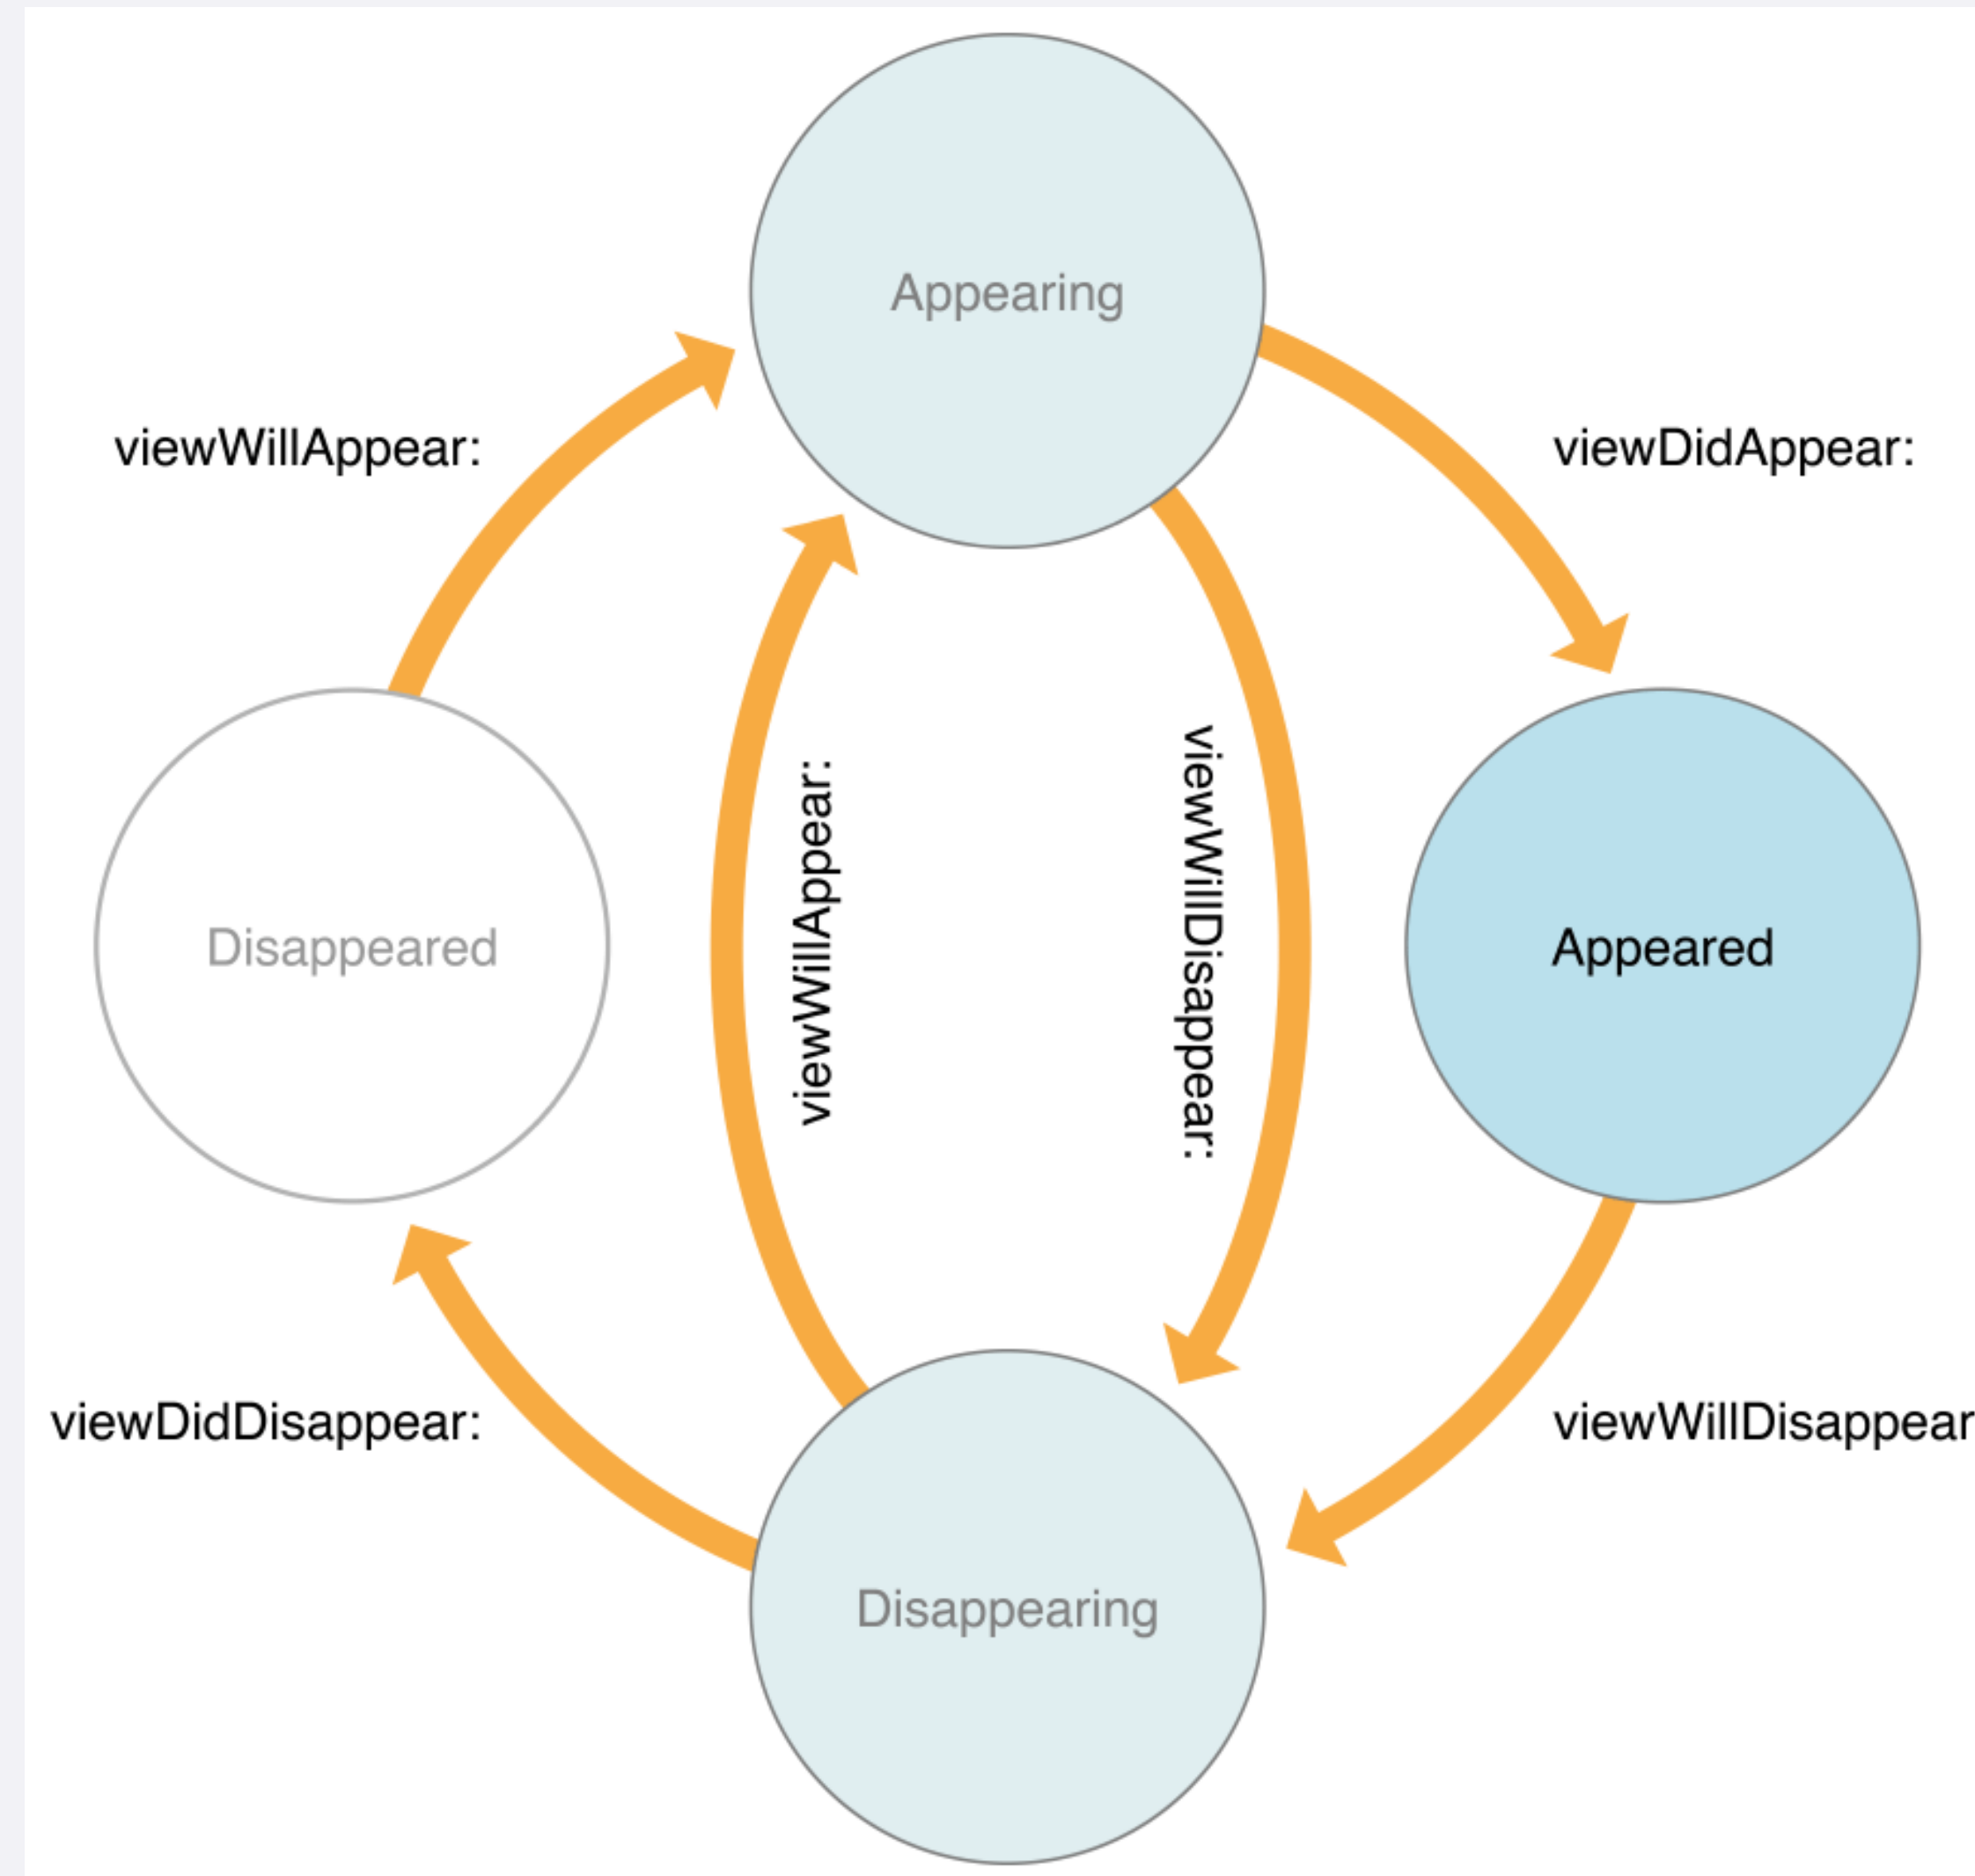 Appearing
viewWillAppear:
viewDidAppear:
viewWillAppear:
viewWillDisappear:
Disappeared
Appeared
viewDidDisappear:
viewWillDisappear
Disappearing